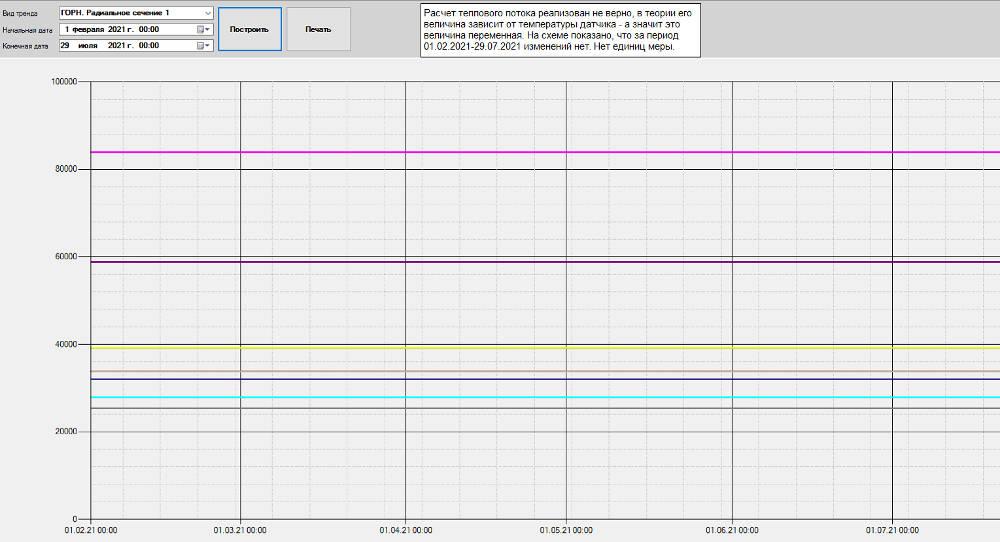 Вид тренда
ГОРН. Радиальное сечение 1
Начальная дата
1 февраля 2021 г. 00:00
Конечная дата
29 июля 2021 г. 00:00
Построить
Печать
Расчет теплового потока реализован не верно, в теории его
величина зависит от температуры датчика - а значит это
величина переменная. На схеме показано, что за период
01.02.2021-29.07.2021 изменений нет. Нет единиц меры.
100000
80000
60000
40000
20000
0
01.02.21 00:00
01.03.21 00:00
01.04.21 00:00
01.05.21 00:00
01.06.21 00:00
01.07.21 00:00